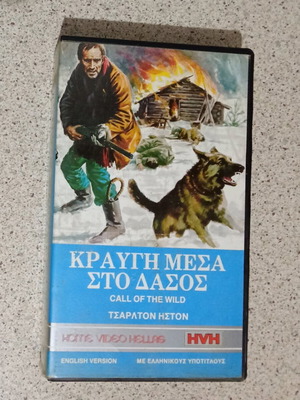 ΚΡΑΥΓΗ ΜΕΣΑ
ΣΤΟ ΔΑΣΟΣ
CALL OF THE WILD
ΤΣΑΡΛΤΟΝ ΗΣΤΟΝ
HOME VIDEO HELLAS HVH
ENGLISH VERSION ΜΕ ΕΛΛΗΝΙΚΟΥΣ ΥΠΟΤΙΤΛΟΥΣ